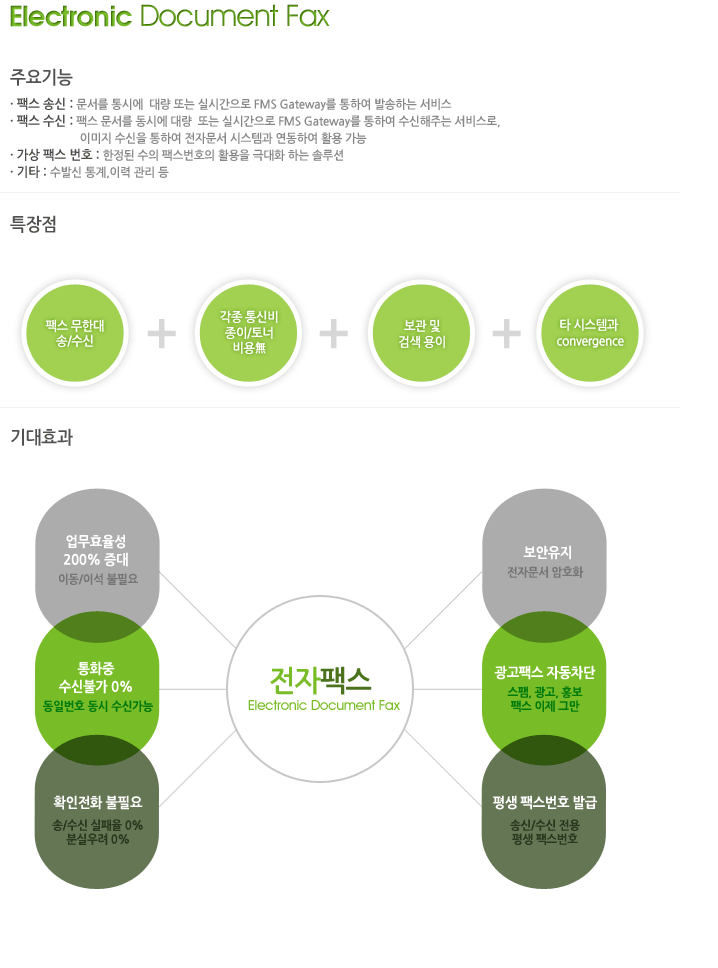 Electronic Document Fax
주요기능
· 팩스 송신 : 문서를 통시에 대량 또는 실시간으로 FMS Gateway를 통하여 발송하는 서비스
· 팩스 수신 : 팩스 문서를 동시에 대량 또는 실시간으로 FMS Gateway를 통하여 수신해주는 서비스로,
이미지 수신을 통하여 전자문서 시스템과 연동하여 활용 가능
· 가상 팩스 번호 : 한정된 수의 팩스번호의 활용을 극대화 하는 솔루션
· 기타 : 수발신 통계,이력 관리 등
특장점
팩스 무한대
송/수신
+
각종 통신비
종이/토너
비용無
+
보관 및
검색 용이
+
타 시스템과
convergence
기대효과
업무효율성
200% 증대
이동/이석 불필요
통화중
수신불가 0%
동일번호 동시 수신가능
확인전화 불필요
송/수신 실패율 0%
분실우려 0%
전자팩스
Electronic Document Fax
보안유지
전자문서 암호화
광고팩스 자동차단
스팸, 광고, 홍보
팩스 이제 그만
평생 팩스번호 발급
송신/수신 전용
평생 팩스번호